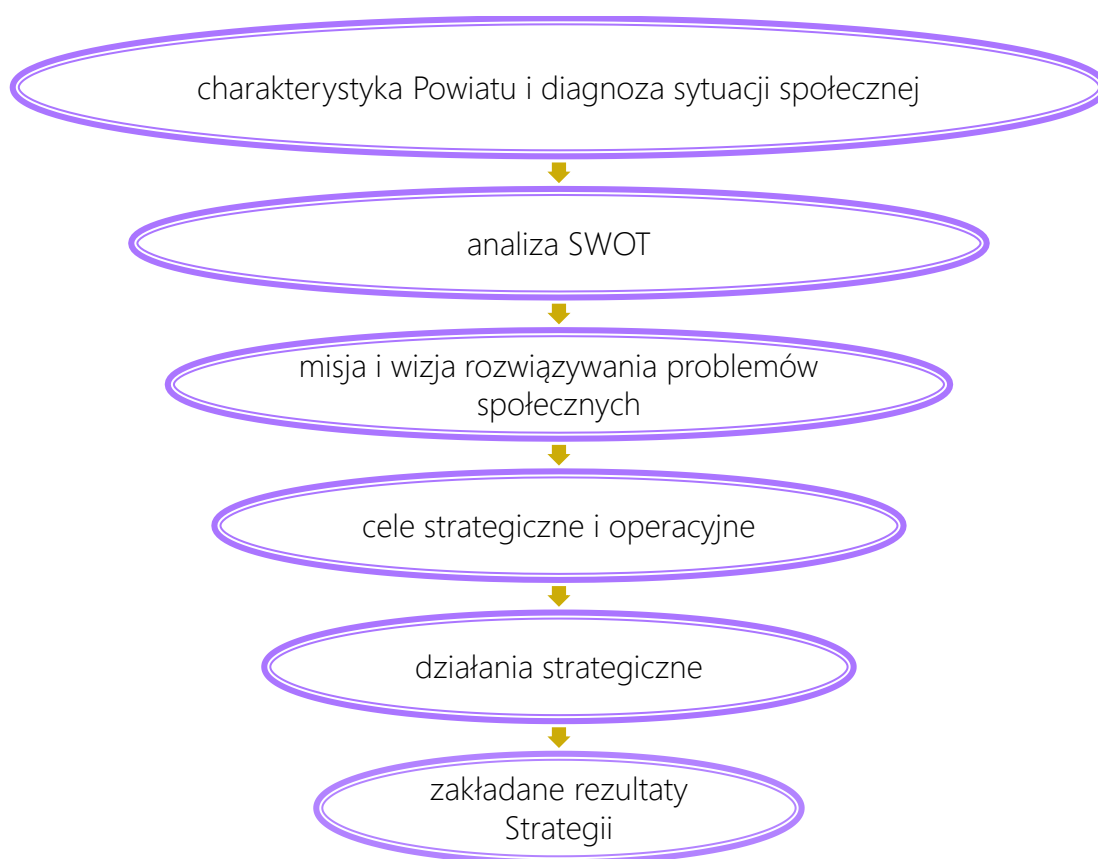 charakterystyka Powiatu i diagnoza sytuacji społecznej
analiza SWOT
misja i wizja rozwiązywania problemów
społecznych
cele strategiczne i operacyjne
działania strategiczne
zakładane rezultaty
Strategii